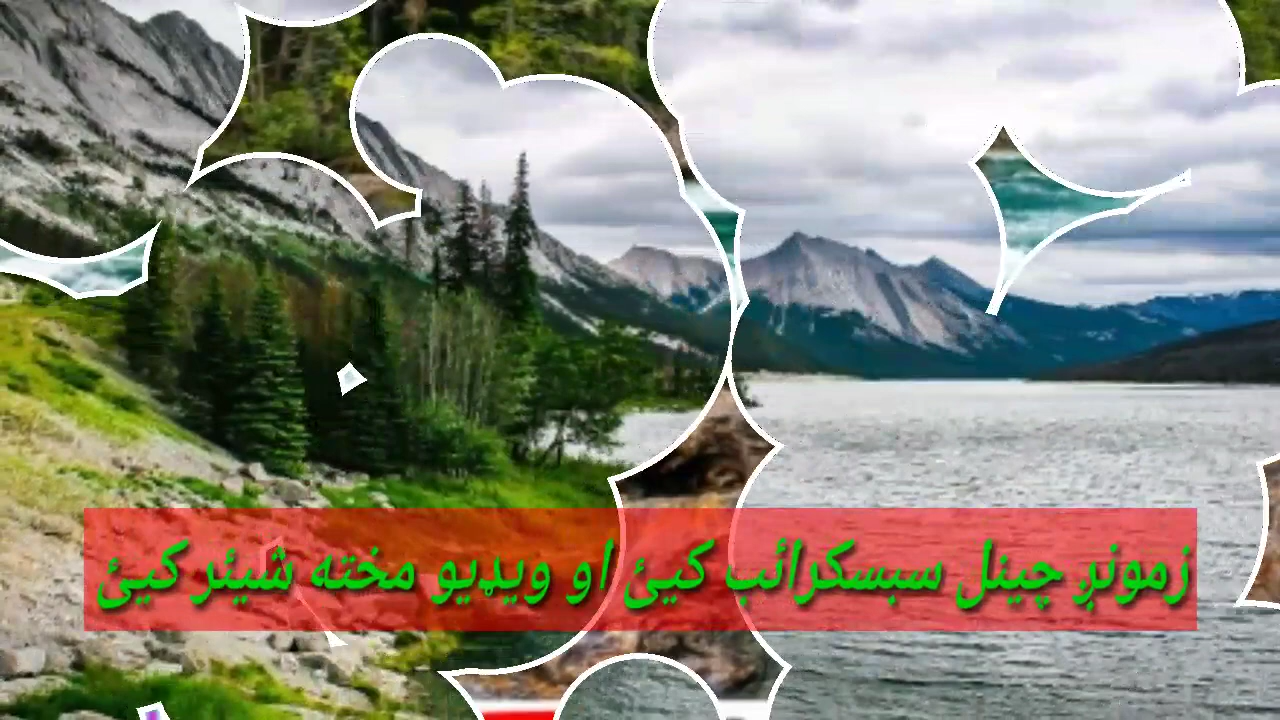 زمونږ چینل سبسکرائب کیئ او ویډیو مخته شیئر کیئ